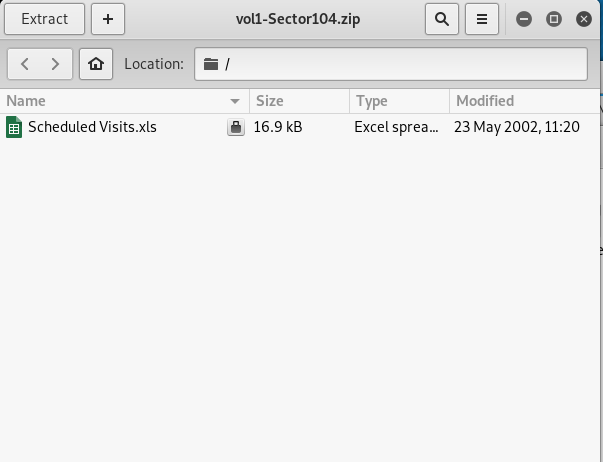 Extract + vol1-Sector104.zip
Location: /
Name Size Type Modified
Scheduled Visits.xls 16.9 kB Excel sprea... 23 May 2002, 11:20